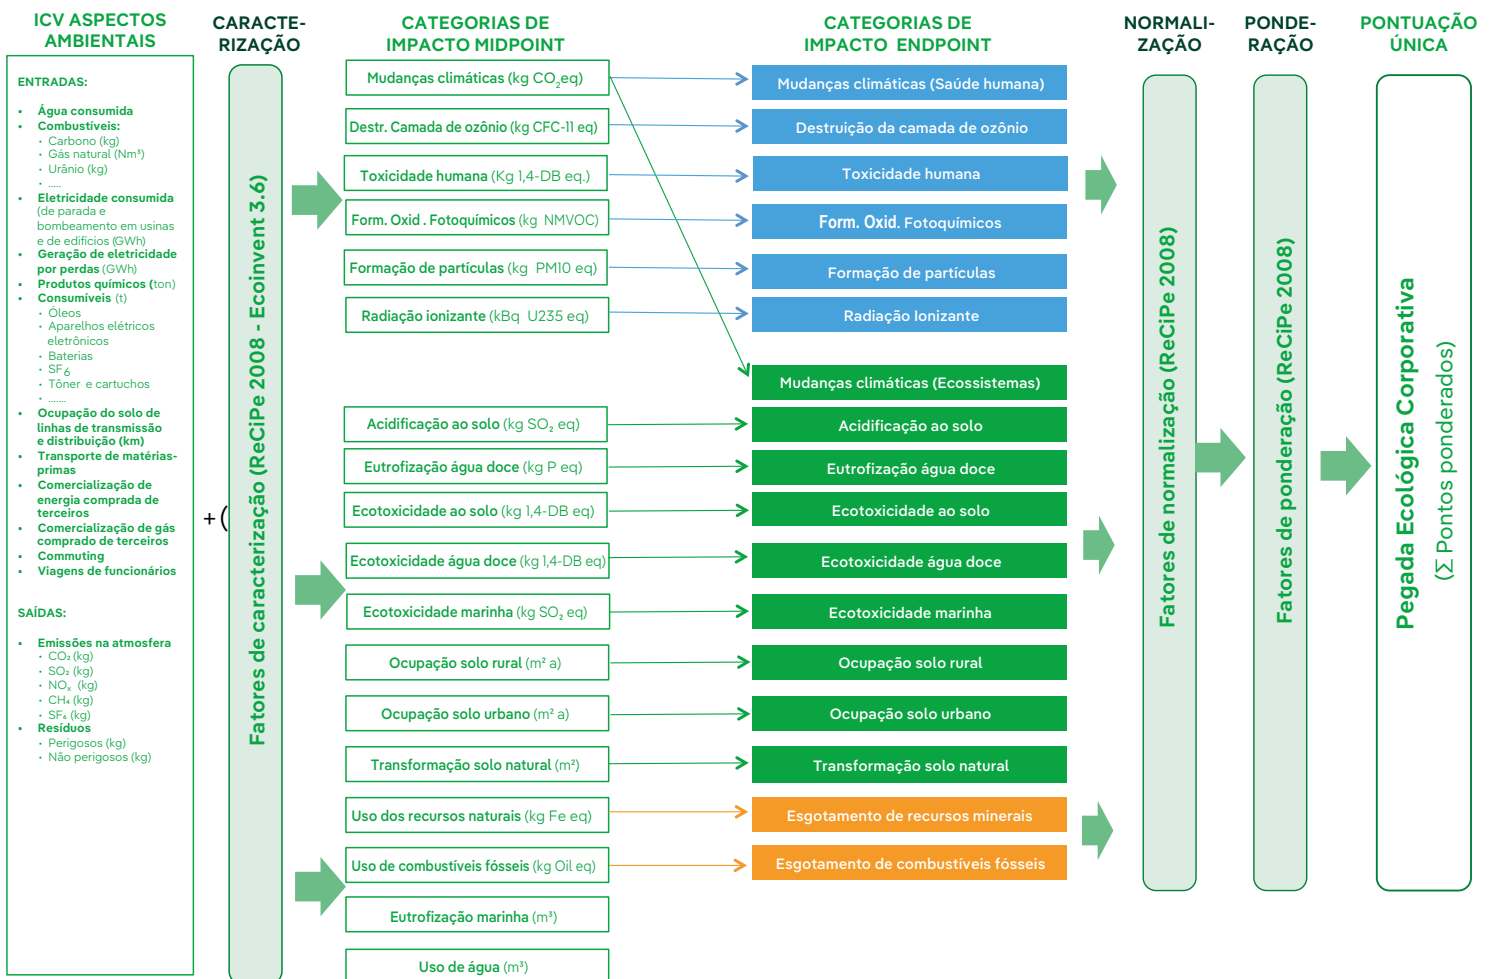 ICV ASPECTOS
AMBIENTAIS
ENTRADAS:
• Água consumida
• Combustíveis:
• Carbono (kg)
• Gás natural (Nm³)
• Urânio (kg)
• .....
• Eletricidade consumida
(de parada e
bombeamento em usinas
e de edifícios (GWh)
• Geração de eletricidade
por perdas (GWh)
• Produtos químicos (ton)
• Consumíveis (t)
• Óleos
• Aparelhos elétricos
eletrônicos
• Baterias
• SF6
• Tôner e cartuchos
• .......
• Ocupação do solo de
linhas de transmissão
e distribuição (km)
• Transporte de matérias-
primas
• Comercialização de
energia comprada de
terceiros
• Comercialização de gás
comprado de terceiros
• Commuting
• Viagens de funcionários
SAÍDAS:
• Emissões na atmosfera
• CO₂ (kg)
• SO₂ (kg)
• NOₓ (kg)
• CH₄ (kg)
• SF₆ (kg)
• Resíduos
• Perigosos (kg)
• Não perigosos (kg)
+ (
CARACTE-
RIZAÇÃO
Fatores de caracterização (ReCiPe 2008 - Ecoinvent 3.6)
CATEGORIAS DE
IMPACTO MIDPOINT
Mudanças climáticas (kg CO₂eq)
Destr. Camada de ozônio (kg CFC-11 eq)
Toxicidade humana (Kg 1,4-DB eq.)
Form. Oxid . Fotoquímicos (kg NMVOC)
Formação de partículas (kg PM10 eq)
Radiação ionizante (kBq U235 eq)
Acidificação ao solo (kg SO₂ eq)
Eutrofização água doce (kg P eq)
Ecotoxicidade ao solo (kg 1,4-DB eq)
Ecotoxicidade água doce (kg 1,4-DB eq)
Ecotoxicidade marinha (kg SO₂ eq)
Ocupação solo rural (m² a)
Ocupação solo urbano (m² a)
Transformação solo natural (m²)
Uso dos recursos naturais (kg Fe eq)
Uso de combustíveis fósseis (kg Oil eq)
Eutrofização marinha (m³)
Uso de água (m³)
CATEGORIAS DE
IMPACTO ENDPOINT
Mudanças climáticas (Saúde humana)
Destruição da camada de ozônio
Toxicidade humana
Form. Oxid. Fotoquímicos
Formação de partículas
Radiação Ionizante
Mudanças climáticas (Ecossistemas)
Acidificação ao solo
Eutrofização água doce
Ecotoxicidade ao solo
Ecotoxicidade água doce
Ecotoxicidade marinha
Ocupação solo rural
Ocupação solo urbano
Transformação solo natural
Esgotamento de recursos minerais
Esgotamento de combustíveis fósseis
NORMALI-
ZAÇÃO
Fatores de normalização (ReCiPe 2008)
PONDE-
RAÇÃO
Fatores de ponderação (ReCiPe 2008)
PONTUAÇÃO
ÚNICA
Pegada Ecológica Corporativa
(Σ Pontos ponderados)